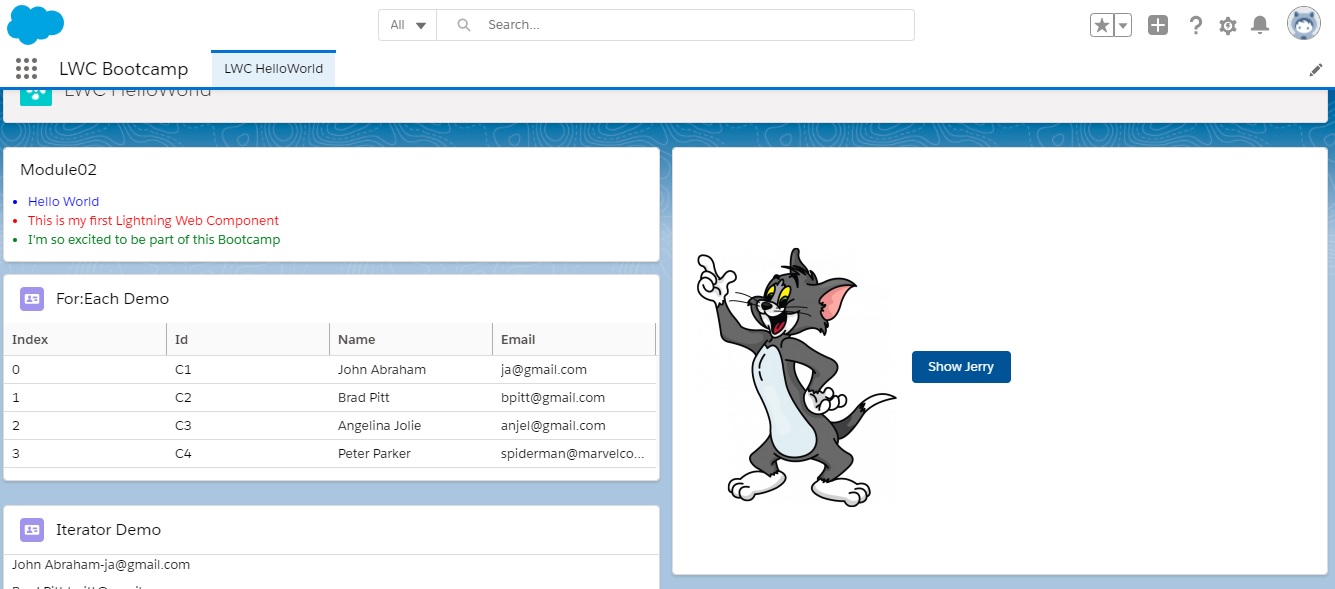 All
Search...
LWC Bootcamp
LWC HelloWorld
LWC HelloWorld
Module02
Hello World
This is my first Lightning Web Component
I'm so excited to be part of this Bootcamp
For:Each Demo
Index Id Name Email
0 C1 John Abraham ja@gmail.com
1 C2 Brad Pitt bpitt@gmail.com
2 C3 Angelina Jolie anjel@gmail.com
3 C4 Peter Parker spiderman@marvelco...
Show Jerry
Iterator Demo
John Abraham-ja@gmail.com